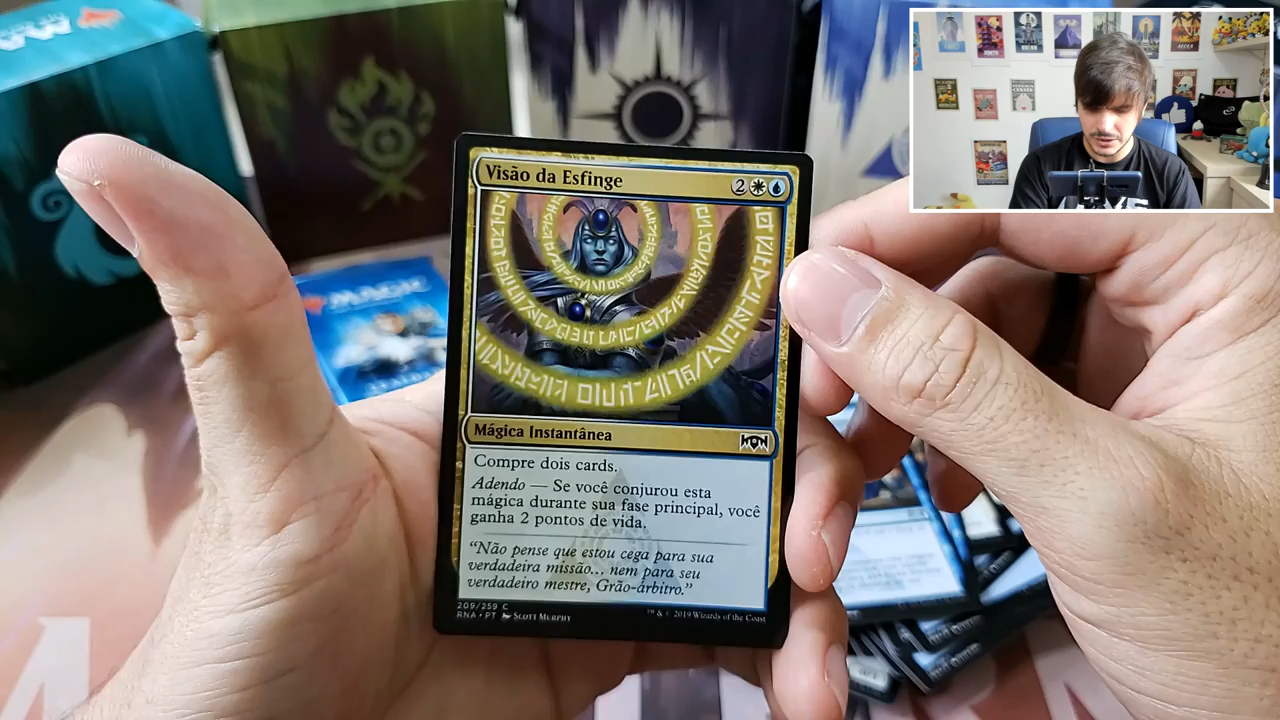 Visão da Esfinge
2
Mágica Instantânea
Compre dois cards.
Adendo — Se você conjurou esta
mágica durante sua fase principal, você
ganha 2 pontos de vida.
“Não pense que estou cega para sua
verdadeira missão... nem para seu
verdadeiro mestre, Grão-árbitro.”
209/259 C
RNA • PT Scott Murphy
™ & © 2019 Wizards of the Coast
MAGIC